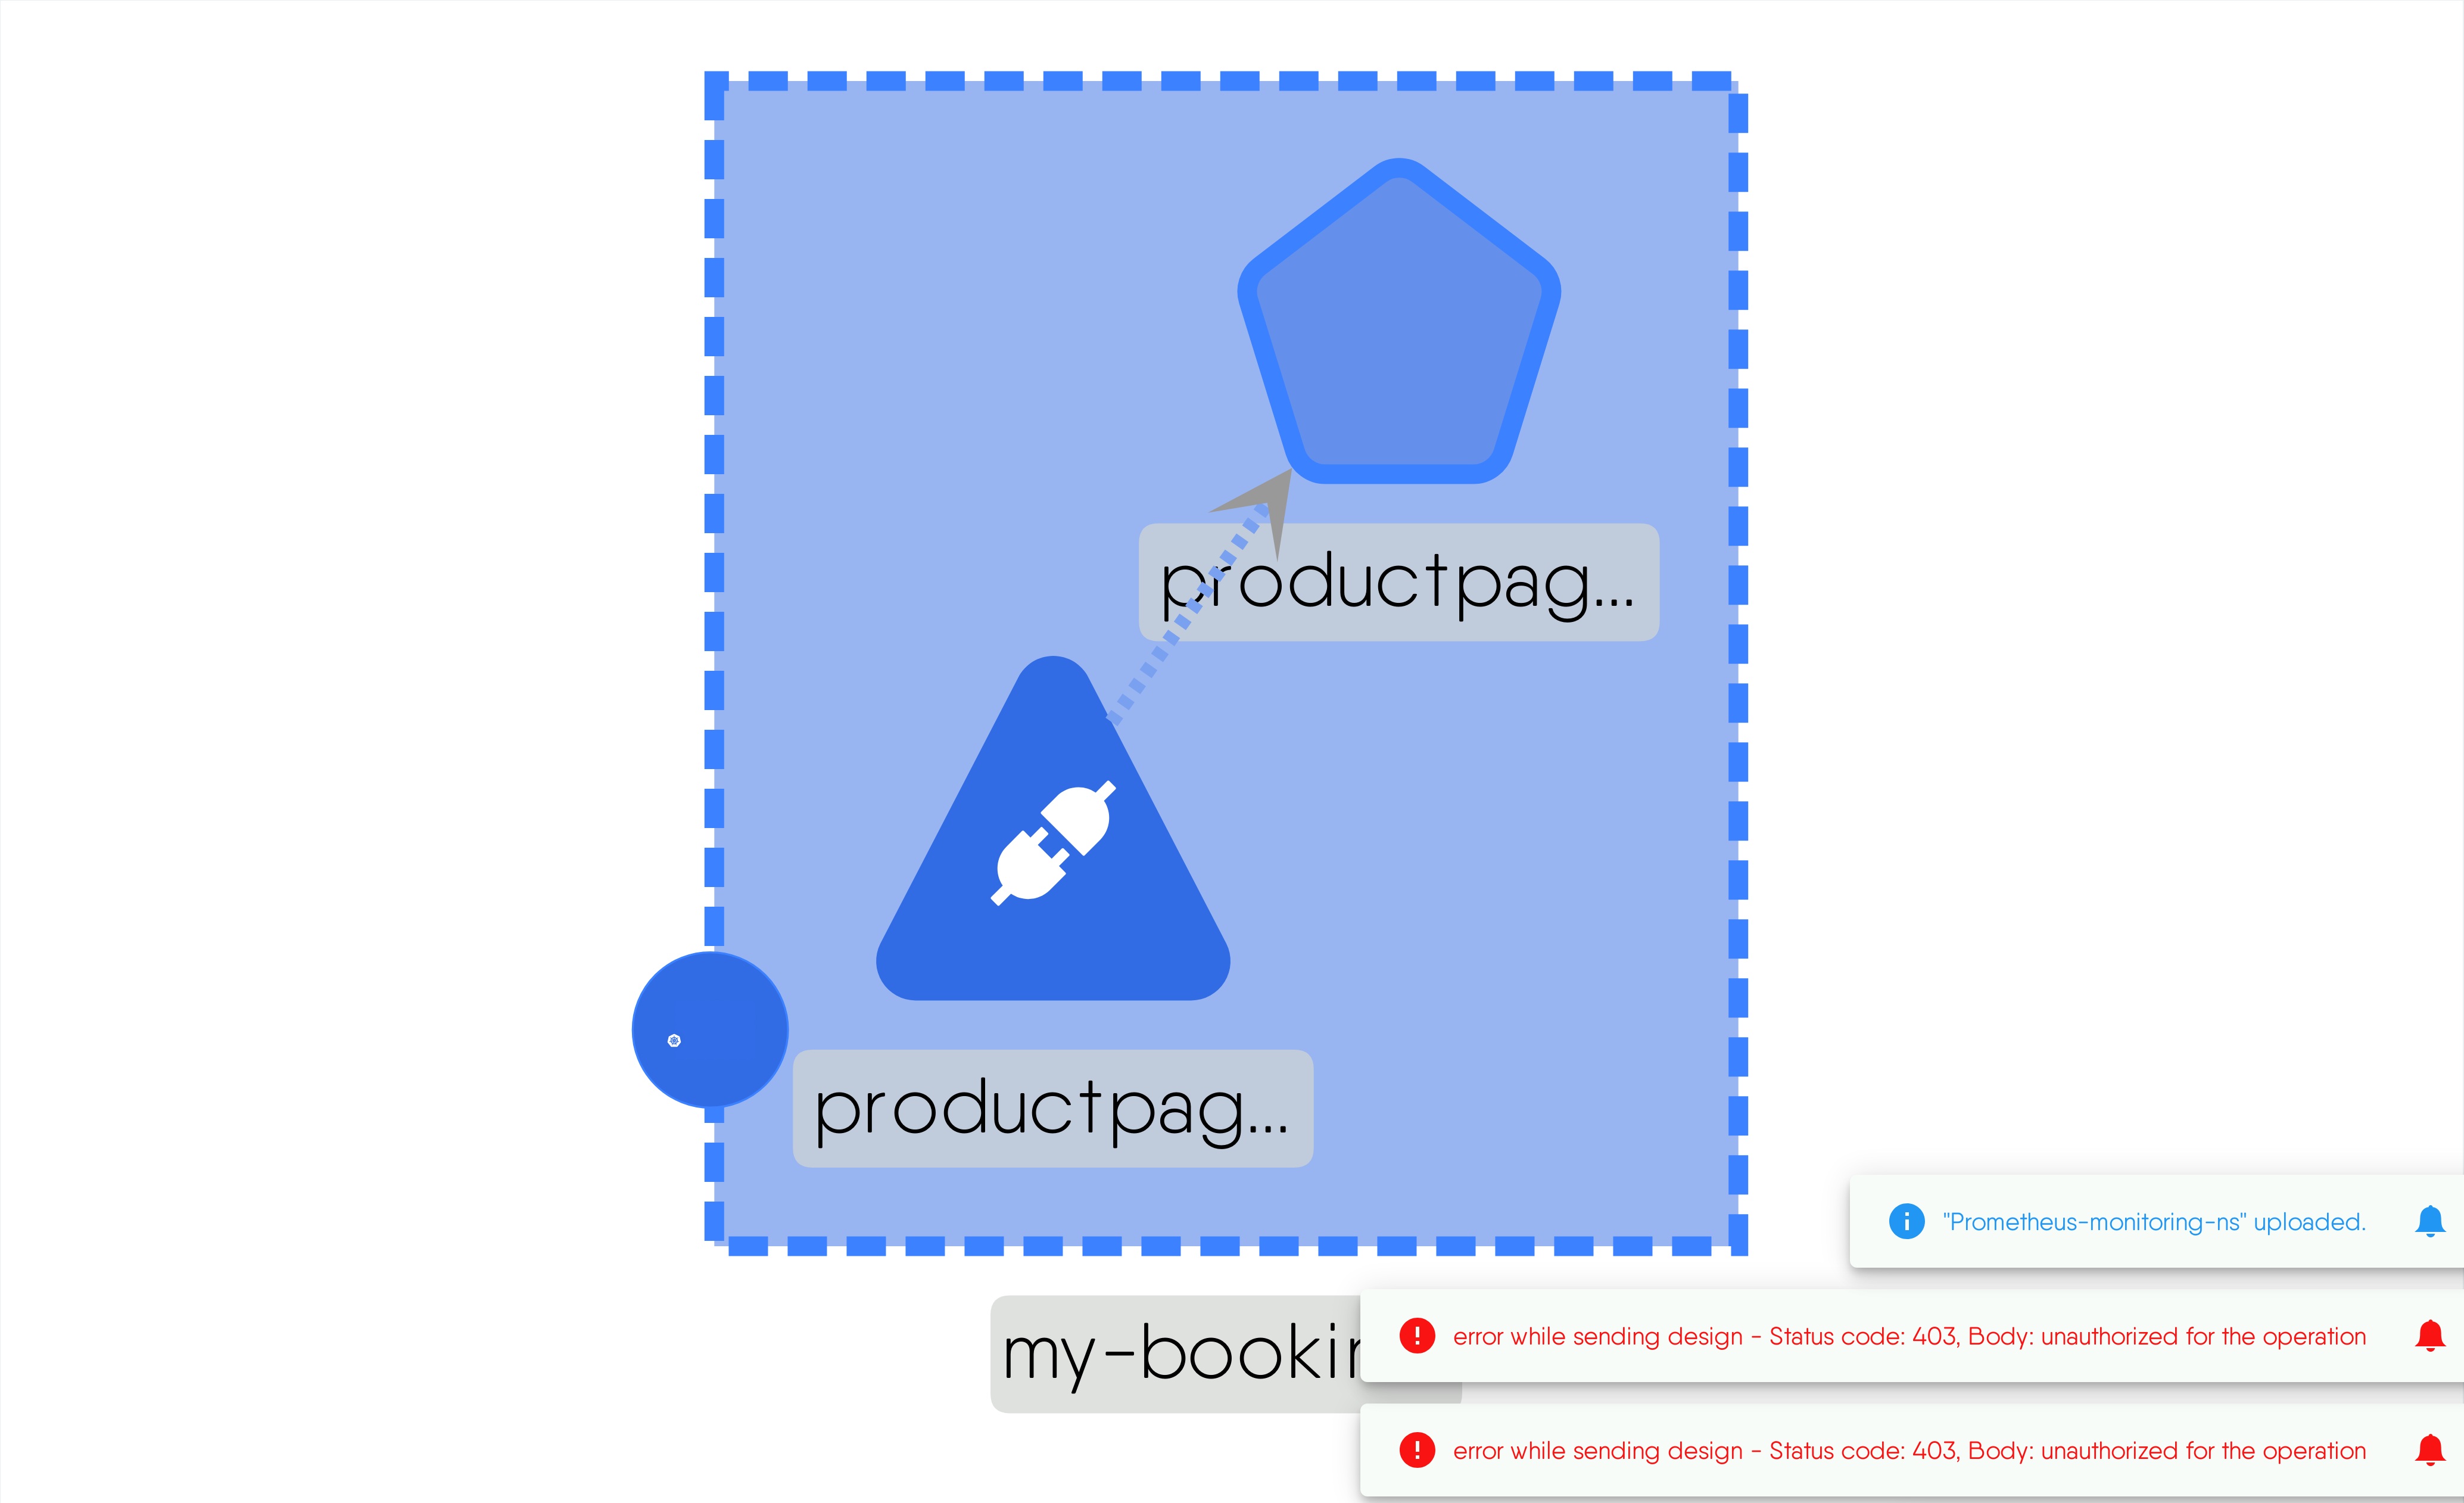 productpag...
productpag...
"Prometheus-monitoring-ns" uploaded.
my-bookin
error while sending design - Status code: 403, Body: unauthorized for the operation
error while sending design - Status code: 403, Body: unauthorized for the operation